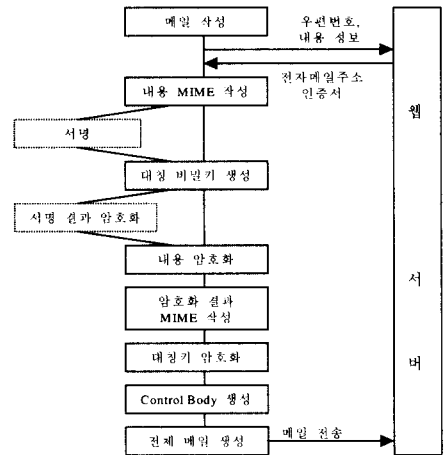 메일 작성
우편번호,
내용 정보
전자메일주소
인증서
내용 MIME 작성
서명
대칭 비밀키 생성
서명 결과 암호화
내용 암호화
암호화 결과
MIME 작성
대칭키 암호화
Control Body 생성
전체 메일 생성
메일 전송
웹
서
버